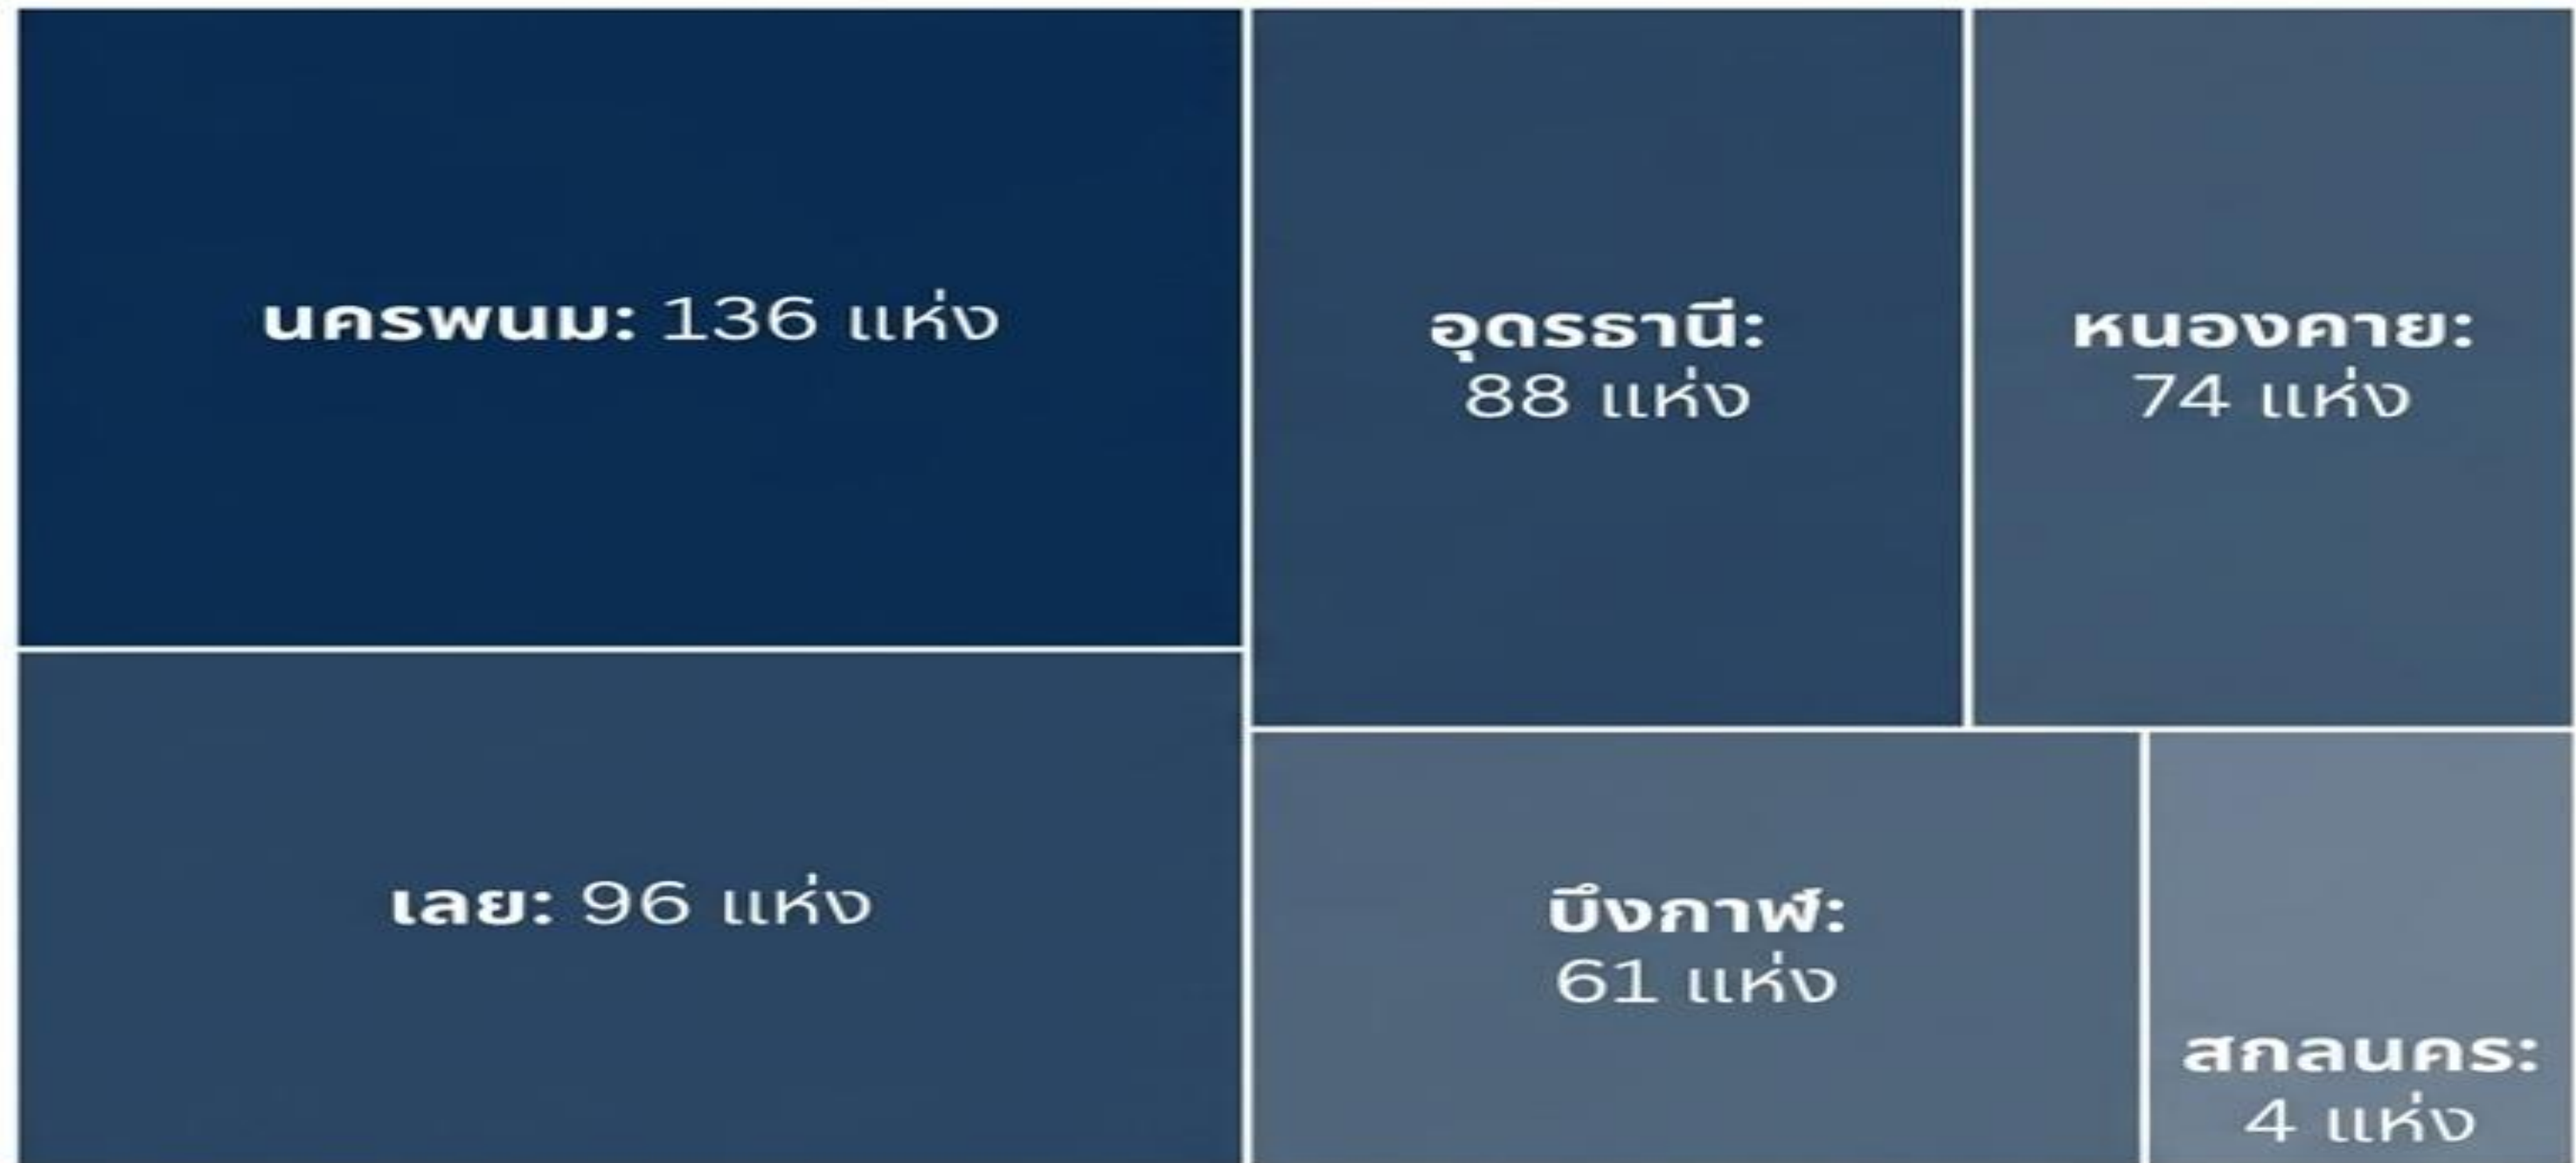 นครพนม: 136 แห่ง
อุดรธานี:
88 แห่ง
หนองคาย:
74 แห่ง
เลย: 96 แห่ง
บึงกาฬ:
61 แห่ง
สกลนคร:
4 แห่ง